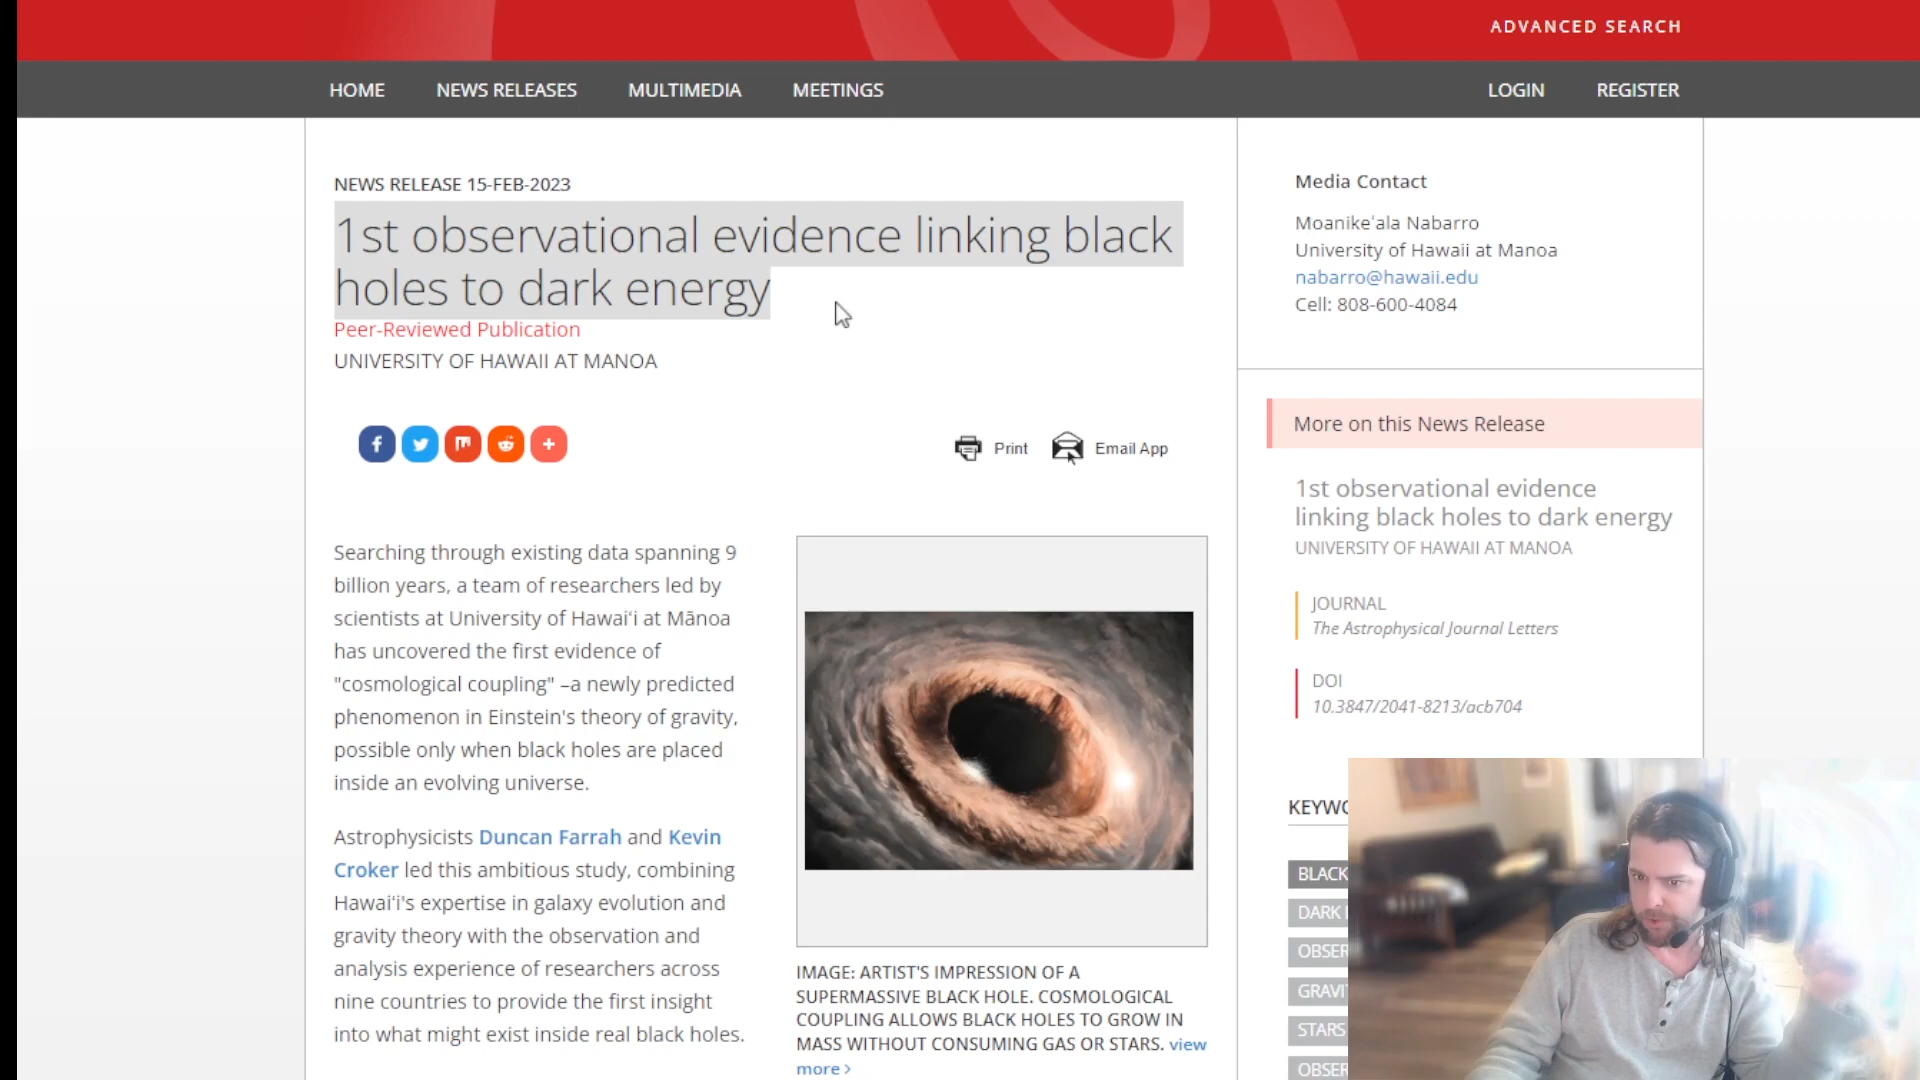 ADVANCED SEARCH
HOME NEWS RELEASES MULTIMEDIA MEETINGS LOGIN REGISTER
NEWS RELEASE 15-FEB-2023
1st observational evidence linking black
holes to dark energy
Peer-Reviewed Publication
UNIVERSITY OF HAWAII AT MANOA
Print
Email App
Searching through existing data spanning 9
billion years, a team of researchers led by
scientists at University of Hawaiʻi at Mānoa
has uncovered the first evidence of
"cosmological coupling" –a newly predicted
phenomenon in Einstein's theory of gravity,
possible only when black holes are placed
inside an evolving universe.
Astrophysicists Duncan Farrah and Kevin
Croker led this ambitious study, combining
Hawaiʻi's expertise in galaxy evolution and
gravity theory with the observation and
analysis experience of researchers across
nine countries to provide the first insight
into what might exist inside real black holes.
IMAGE: ARTIST'S IMPRESSION OF A
SUPERMASSIVE BLACK HOLE. COSMOLOGICAL
COUPLING ALLOWS BLACK HOLES TO GROW IN
MASS WITHOUT CONSUMING GAS OR STARS. view
more >
Media Contact
Moanikeʻala Nabarro
University of Hawaii at Manoa
nabarro@hawaii.edu
Cell: 808-600-4084
More on this News Release
1st observational evidence
linking black holes to dark energy
UNIVERSITY OF HAWAII AT MANOA
JOURNAL
The Astrophysical Journal Letters
DOI
10.3847/2041-8213/acb704
KEYWO
BLACK
DARK
OBSER
GRAVI
STARS
OBSER